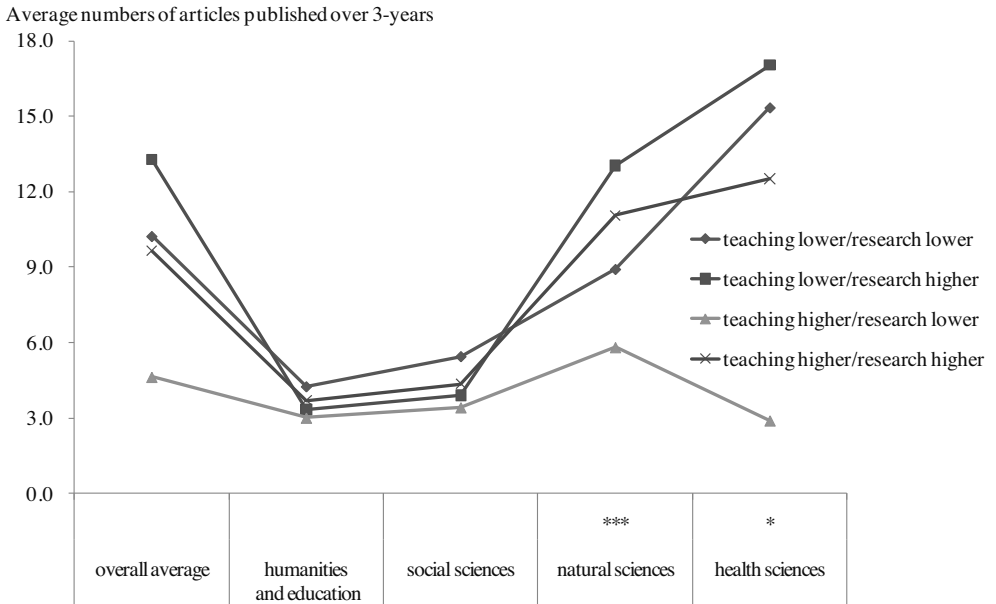 Average numbers of articles published over 3-years
18.0
15.0
12.0
9.0
6.0
3.0
0.0
teaching lower/research lower
teaching lower/research higher
teaching higher/research lower
teaching higher/research higher
*** *
overall average humanities social sciences natural sciences health sciences
and education